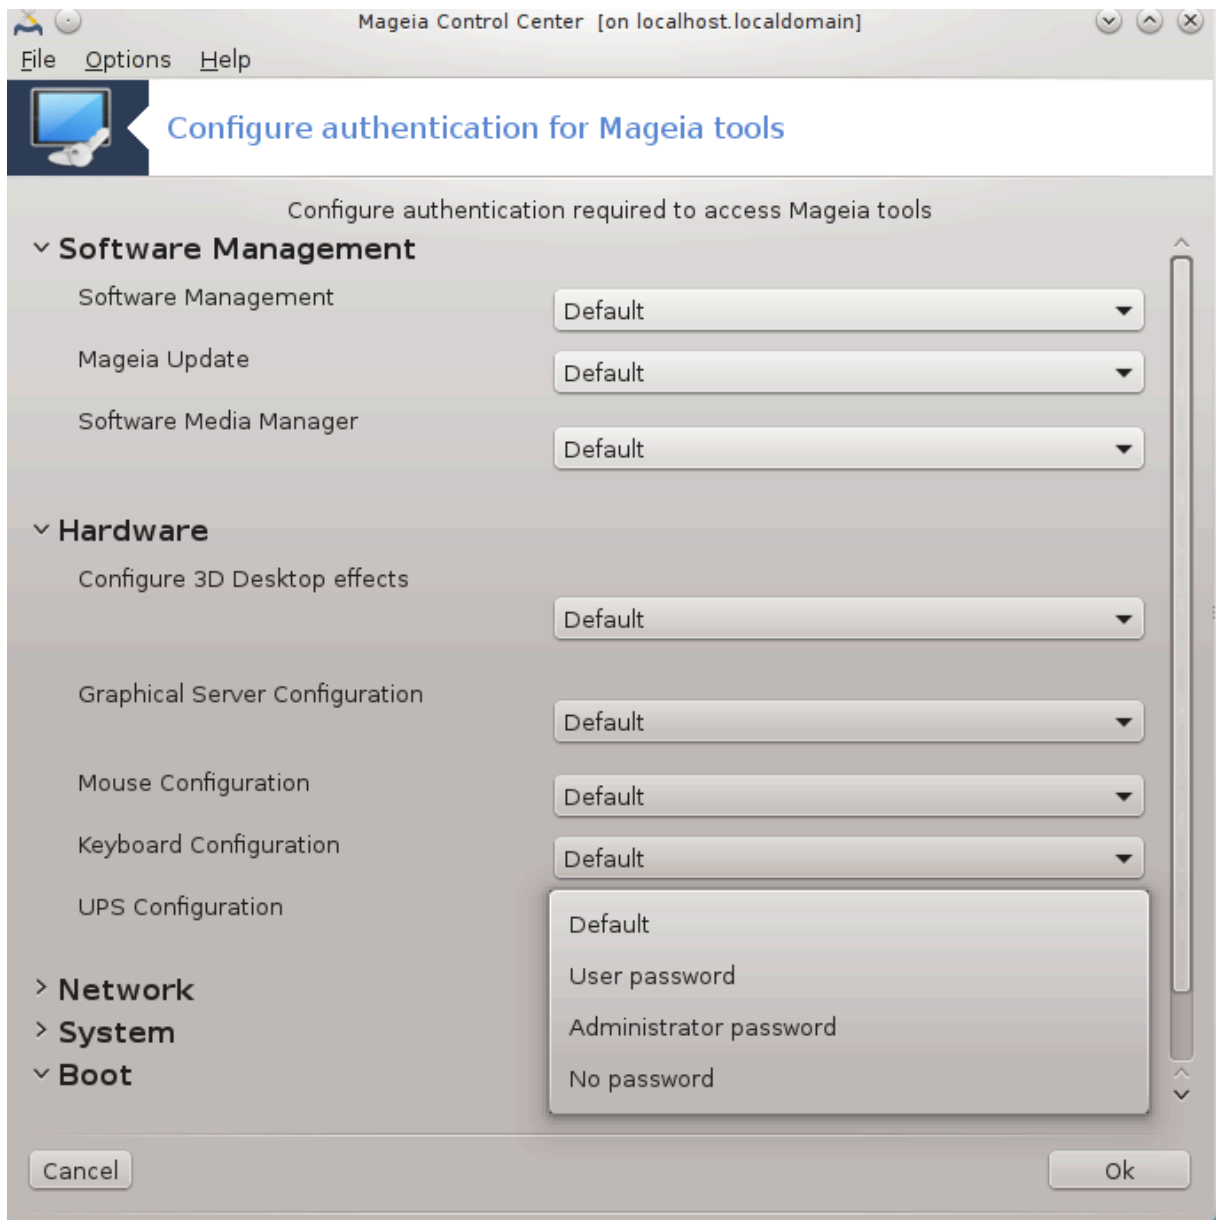 Mageia Control Center [on localhost.localdomain]
File Options Help
Configure authentication for Mageia tools
Configure authentication required to access Mageia tools
Software Management
Software Management Default
Mageia Update Default
Software Media Manager Default
Hardware
Configure 3D Desktop effects Default
Graphical Server Configuration Default
Mouse Configuration Default
Keyboard Configuration Default
UPS Configuration
Default
User password
Administrator password
No password
Network
System
Boot
Cancel Ok